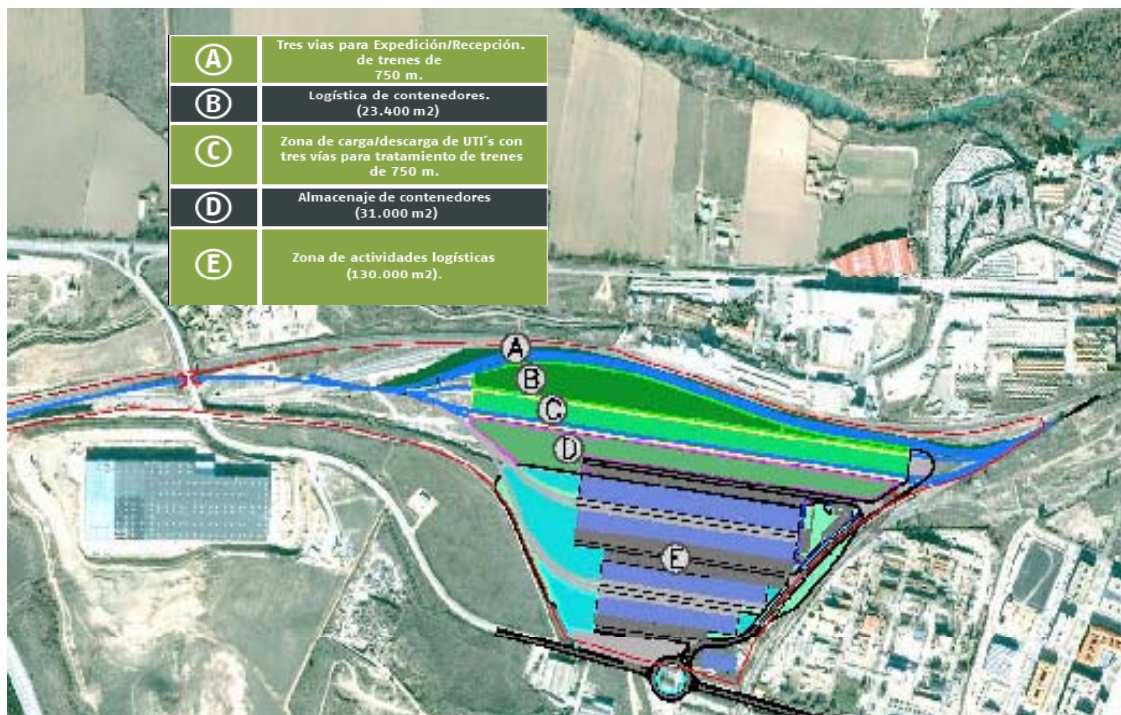 A
Tres vias para Expedición/Recepción.
de trenes de
750 m.
B
Logística de contenedores.
(23.400 m2)
C
Zona de carga/descarga de UTI´s con
tres vías para tratamiento de trenes
de 750 m.
D
Almacenaje de contenedores
(31.000 m2)
E
Zona de actividades logísticas
(130.000 m2).
A
B
C
D
E